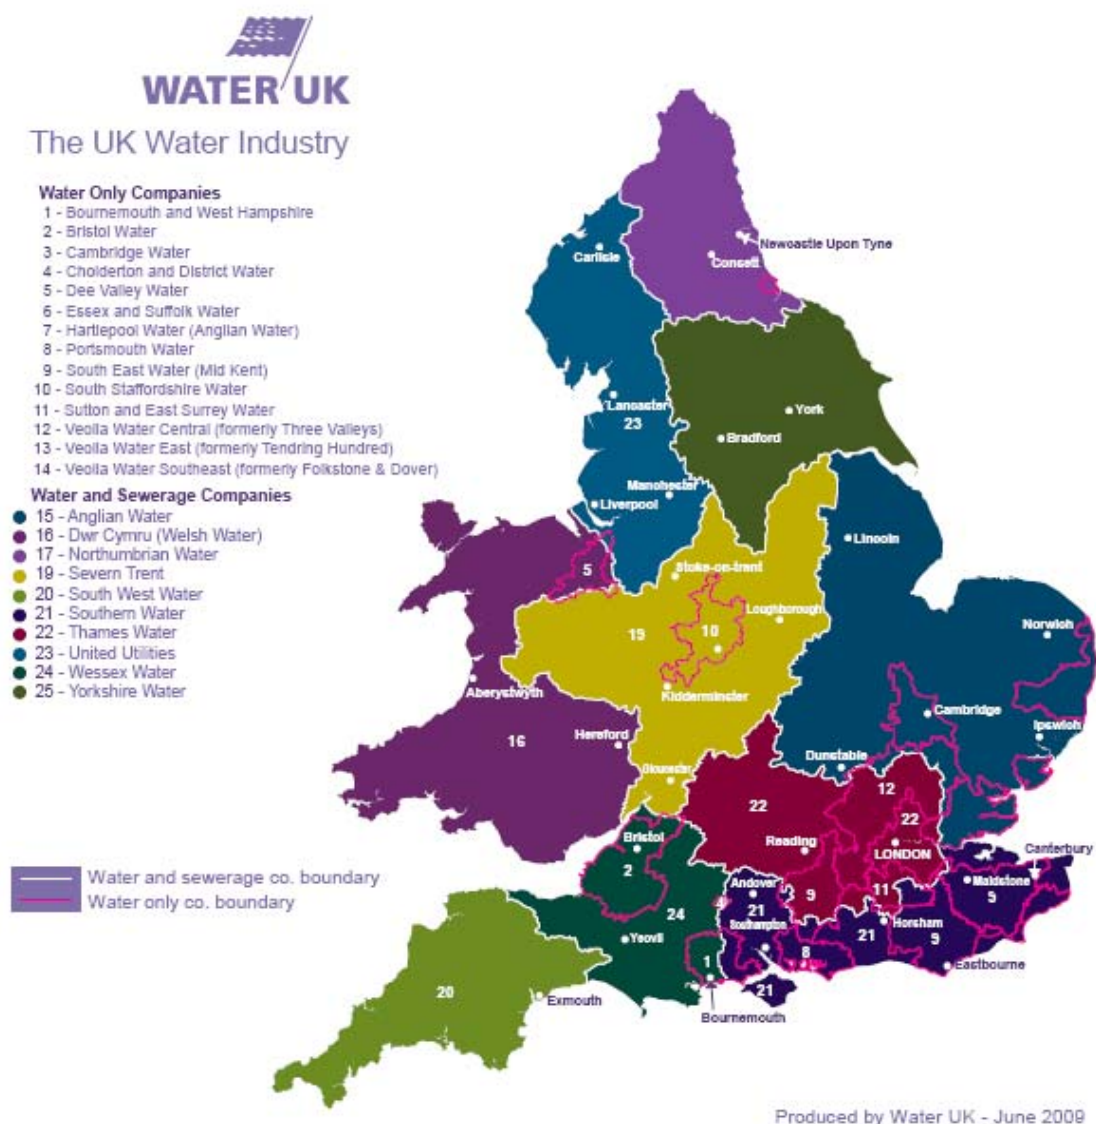 WATER UK
The UK Water Industry
Water Only Companies
1 - Bournemouth and West Hampshire
2 - Bristol Water
3 - Cambridge Water
4 - Cholderton and District Water
5 - Dee Valley Water
6 - Essex and Suffolk Water
7 - Hartlepool Water (Anglian Water)
8 - Portsmouth Water
9 - South East Water (Mid Kent)
10 - South Staffordshire Water
11 - Sutton and East Surrey Water
12 - Veolia Water Central (formerly Three Valleys)
13 - Veolia Water East (formerly Tendring Hundred)
14 - Veolia Water Southeast (formerly Folkstone & Dover)
Water and Sewerage Companies
15 - Anglian Water
16 - Dwr Cymru (Welsh Water)
17 - Northumbrian Water
19 - Severn Trent
20 - South West Water
21 - Southern Water
22 - Thames Water
23 - United Utilities
24 - Wessex Water
25 - Yorkshire Water
Water and sewerage co. boundary
Water only co. boundary
Newcastle Upon Tyne
Carlisle
Consett
Lancaster
23
York
Bradford
Manchester
Liverpool
Lincoln
5
Stoke-on-trent
Loughborough
19
10
Norwich
Kidderminster
Aberystwyth
Cambridge
Ipswich
16
Hereford
Dunstable
Gloucester
12
22
22
Bristol
Reading
LONDON
Canterbury
2
Andover
Maidstone
11
9
5
4
21
24
Southampton
Horsham
Yeovil
21
9
8
1
Eastbourne
20
21
Exmouth
Bournemouth
Produced by Water UK - June 2009